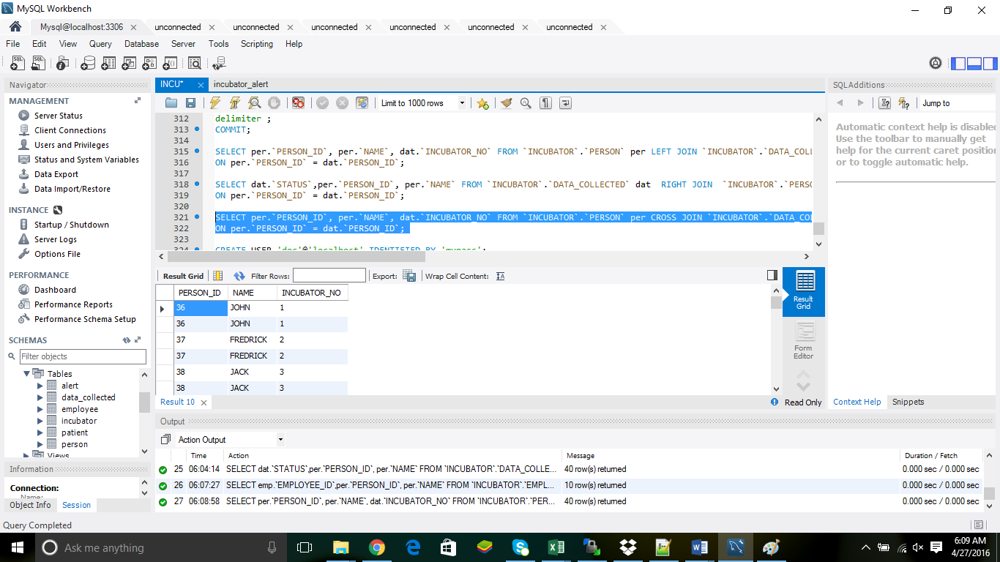 MySQL Workbench
Mysql@localhost:3306 unconnected unconnected unconnected unconnected unconnected unconnected
File Edit View Query Database Server Tools Scripting Help
Navigator
MANAGEMENT
Server Status
Client Connections
Users and Privileges
Status and System Variables
Data Export
Data Import/Restore
INSTANCE
Startup / Shutdown
Server Logs
Options File
PERFORMANCE
Dashboard
Performance Reports
Performance Schema Setup
SCHEMAS
Filter objects
Tables
alert
data_collected
employee
incubator
patient
person
Views
Information
Connection:
Name:
Object Info Session
INCU* incubator_alert
Limit to 1000 rows
312 delimiter ;
313 COMMIT;
314
315 SELECT per.`PERSON_ID`, per.`NAME`, dat.`INCUBATOR_NO` FROM `INCUBATOR`.`PERSON` per LEFT JOIN `INCUBATOR`.`DATA_COLL
316 ON per.`PERSON_ID` = dat.`PERSON_ID`;
317
318 SELECT dat.`STATUS`,per.`PERSON_ID`, per.`NAME` FROM `INCUBATOR`.`DATA_COLLECTED` dat RIGHT JOIN `INCUBATOR`.`PERSO
319 ON per.`PERSON_ID` = dat.`PERSON_ID`;
320
321 SELECT per.`PERSON_ID`, per.`NAME`, dat.`INCUBATOR_NO` FROM `INCUBATOR`.`PERSON` per CROSS JOIN `INCUBATOR`.`DATA_COL
322 ON per.`PERSON_ID` = dat.`PERSON_ID`;
323
324 CREATE USER 'doc'@'localhost' IDENTIFIED BY 'mypass';
Result Grid Filter Rows: Export: Wrap Cell Content:
PERSON_ID NAME INCUBATOR_NO
36 JOHN 1
36 JOHN 1
37 FREDRICK 2
37 FREDRICK 2
38 JACK 3
38 JACK 3
Result Grid
Form Editor
Result 10 Read Only
SQLAdditions
Jump to
Automatic context help is disabled
Use the toolbar to manually get
help for the current caret position
or to toggle automatic help.
Context Help Snippets
Output
Action Output
Time Action Message Duration / Fetch
25 06:04:14 SELECT dat.`STATUS`,per.`PERSON_ID`, per.`NAME` FROM `INCUBATOR`.`DATA_COLLE... 40 row(s) returned 0.000 sec / 0.000 sec
26 06:07:27 SELECT emp.`EMPLOYEE_ID`,per.`PERSON_ID`, per.`NAME` FROM `INCUBATOR`.`EMPL... 10 row(s) returned 0.000 sec / 0.000 sec
27 06:08:58 SELECT per.`PERSON_ID`, per.`NAME`, dat.`INCUBATOR_NO` FROM `INCUBATOR`.`PER... 40 row(s) returned 0.000 sec / 0.000 sec
Query Completed
Ask me anything
6:09 AM
4/27/2016